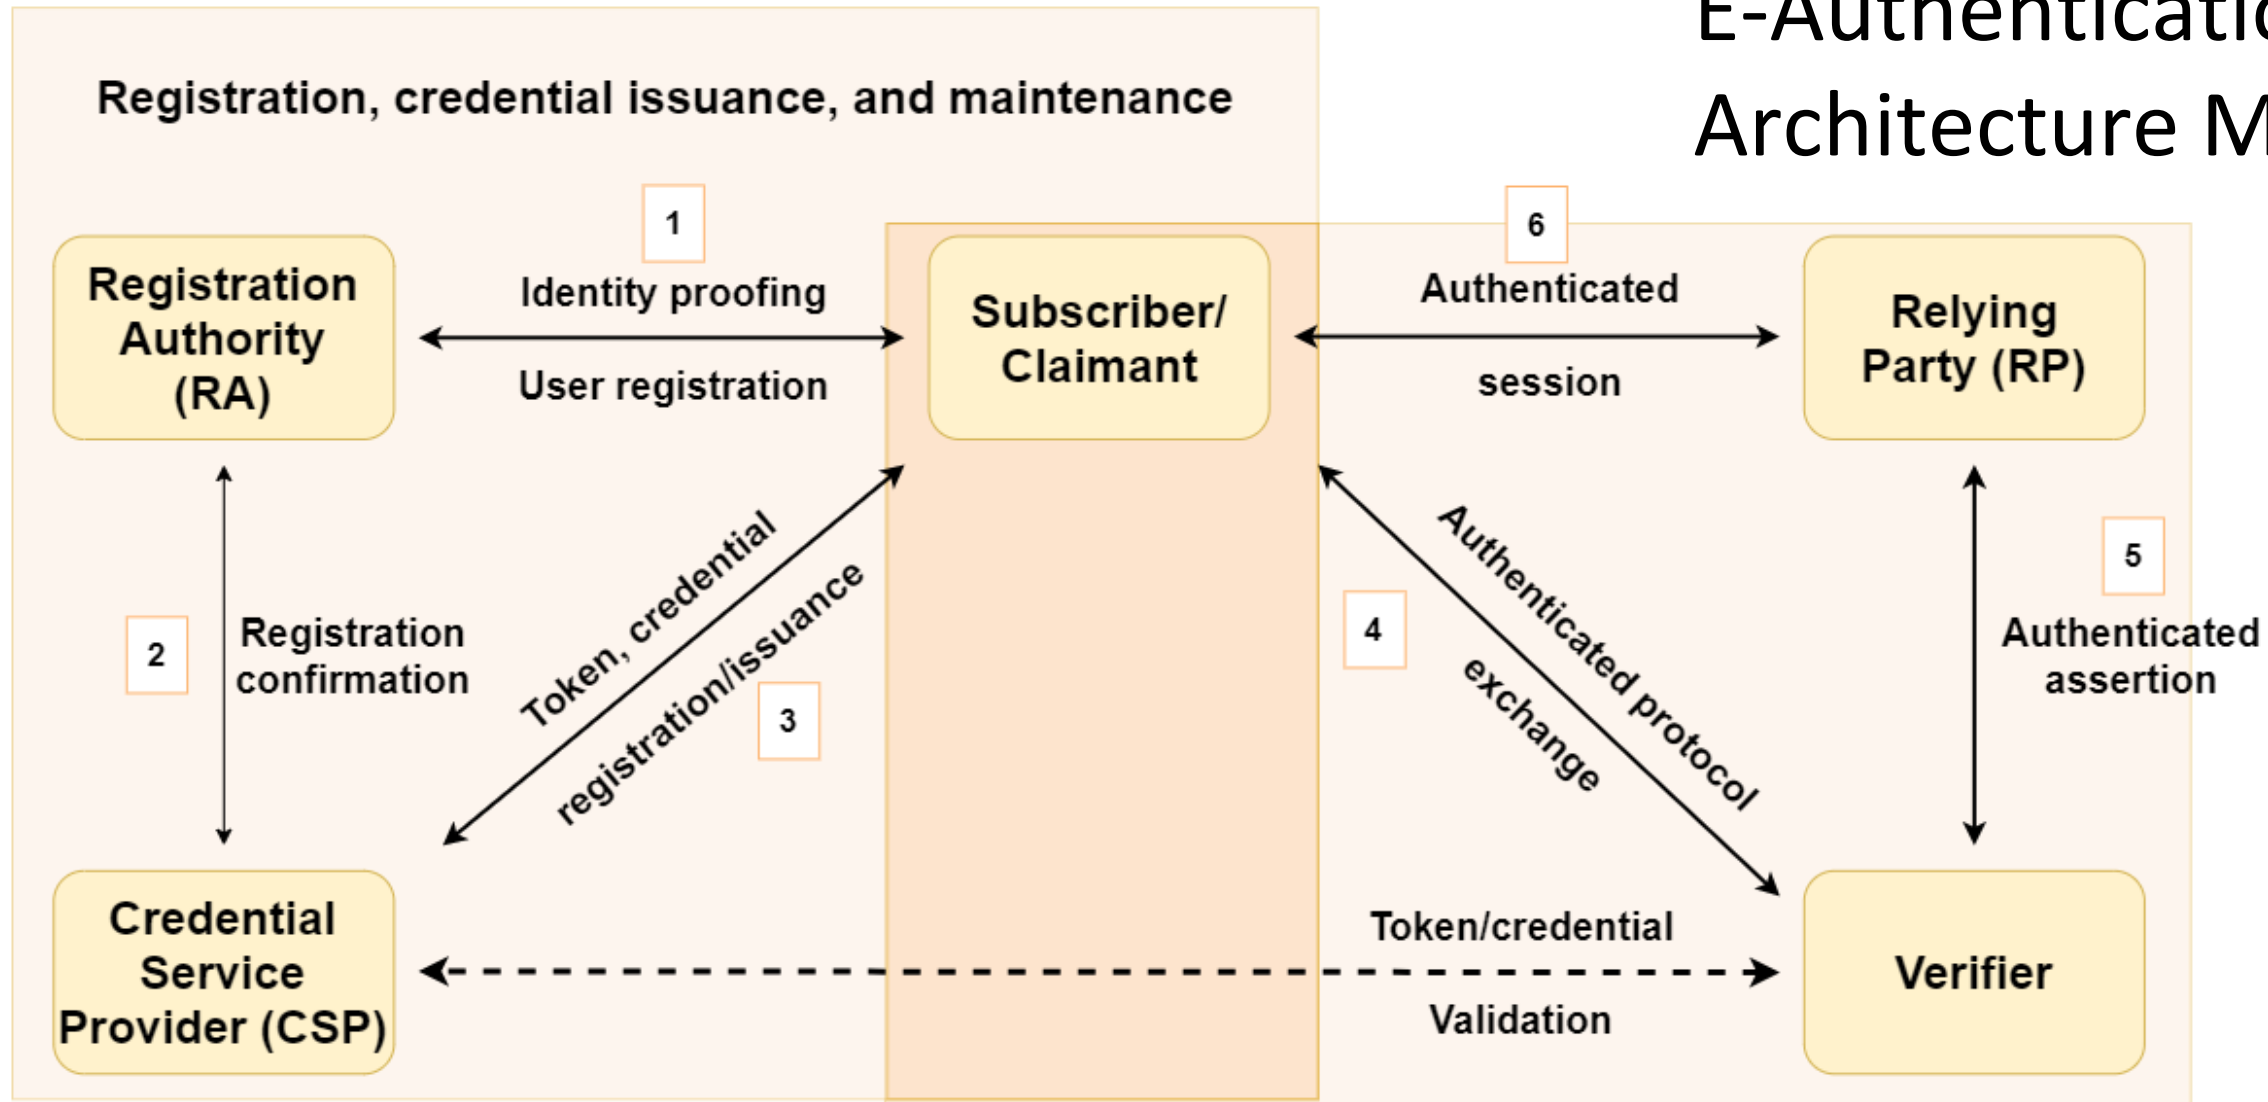 E-Authentication
Architecture M
Registration, credential issuance, and maintenance
1
6
Registration
Authority
(RA)
Identity proofing
User registration
Subscriber/
Claimant
Authenticated
session
Relying
Party (RP)
2
Registration
confirmation
Token, credential
registration/issuance
3
4
Authenticated protocol
exchange
5
Authenticated
assertion
Credential
Service
Provider (CSP)
Token/credential
Validation
Verifier